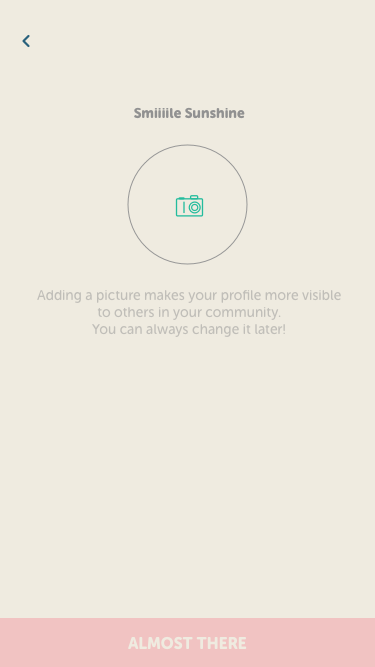 Smiiiile Sunshine
Adding a picture makes your profile more visible
to others in your community.
You can always change it later!
ALMOST THERE